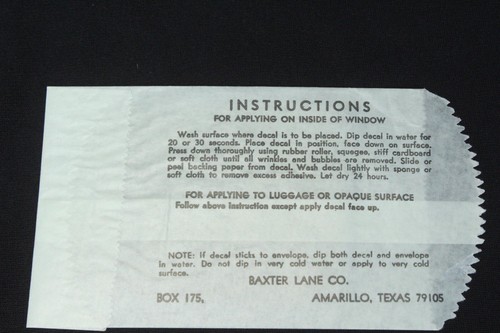 INSTRUCTIONS
FOR APPLYING ON INSIDE OF WINDOW
Wash surface where decal is to be placed. Dip decal in water for
20 or 30 seconds. Place decal in position, face down on surface.
Press down thoroughly using rubber roller, squegee, stiff cardboard
or soft cloth until all wrinkles and bubbles are removed. Slide or
peel backing paper from decal. Wash decal lightly with sponge or
soft cloth to remove excess adhesive. Let dry 24 hours.
FOR APPLYING TO LUGGAGE OR OPAQUE SURFACE
Follow above instruction except apply decal face up.
NOTE: If decal sticks to envelope, dip both decal and envelope
in water. Do not dip in very cold water or apply to very cold
surface.
BAXTER LANE CO.
BOX 175, AMARILLO, TEXAS 79105